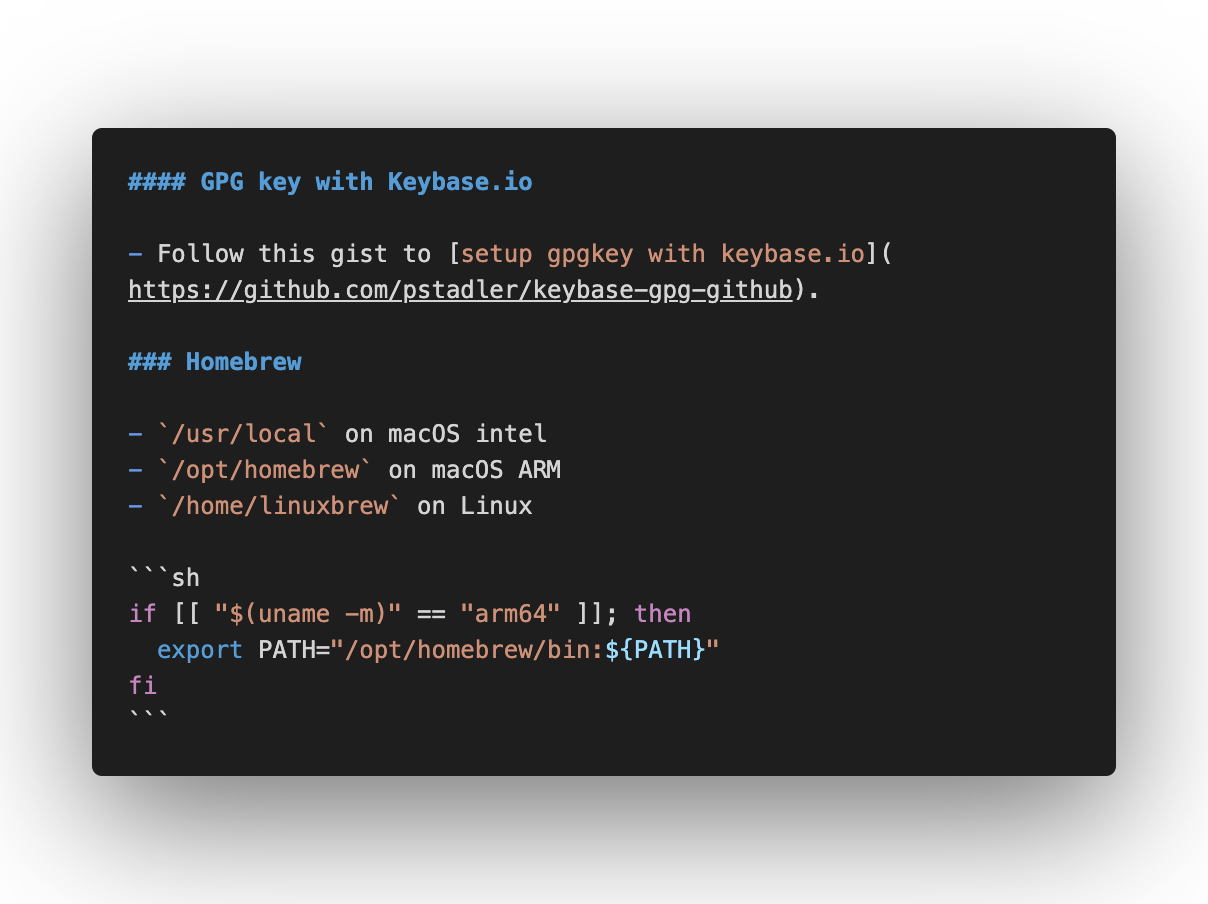 #### GPG key with Keybase.io
- Follow this gist to [setup gpgkey with keybase.io](
https://github.com/pstadler/keybase-gpg-github).
### Homebrew
- `/usr/local` on macOS intel
- `/opt/homebrew` on macOS ARM
- `/home/linuxbrew` on Linux
```sh
if [[ "$(uname -m)" == "arm64" ]]; then
  export PATH="/opt/homebrew/bin:${PATH}"
fi
```